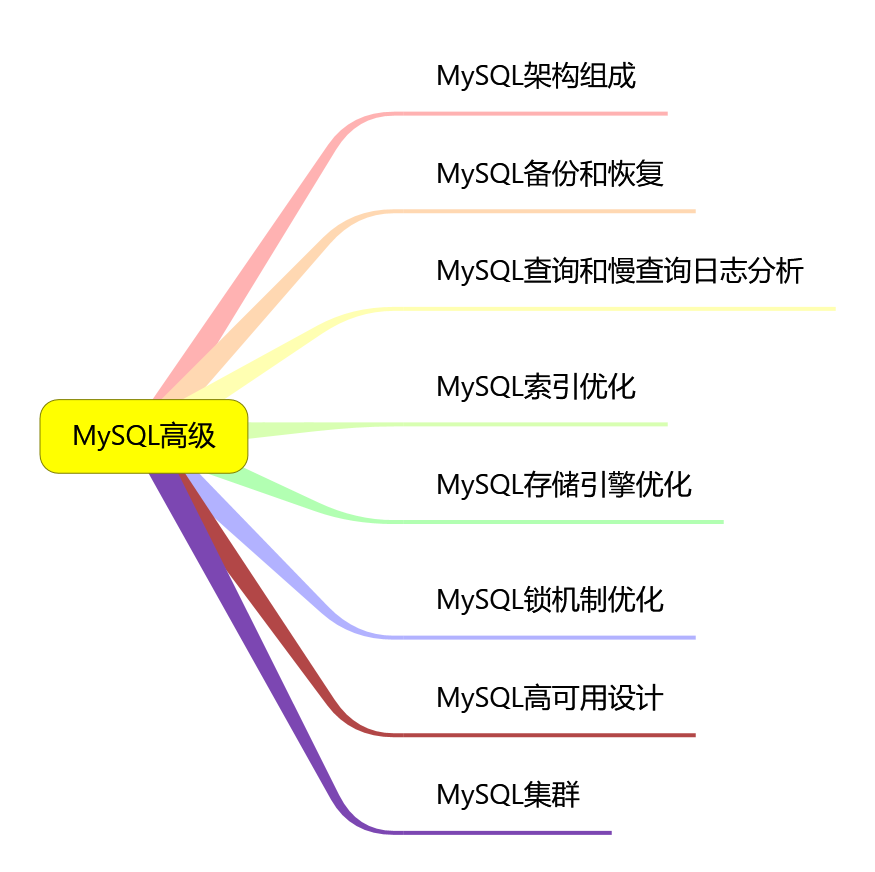 MySQL架构组成
MySQL备份和恢复
MySQL查询和慢查询日志分析
MySQL索引优化
MySQL高级
MySQL存储引擎优化
MySQL锁机制优化
MySQL高可用设计
MySQL集群